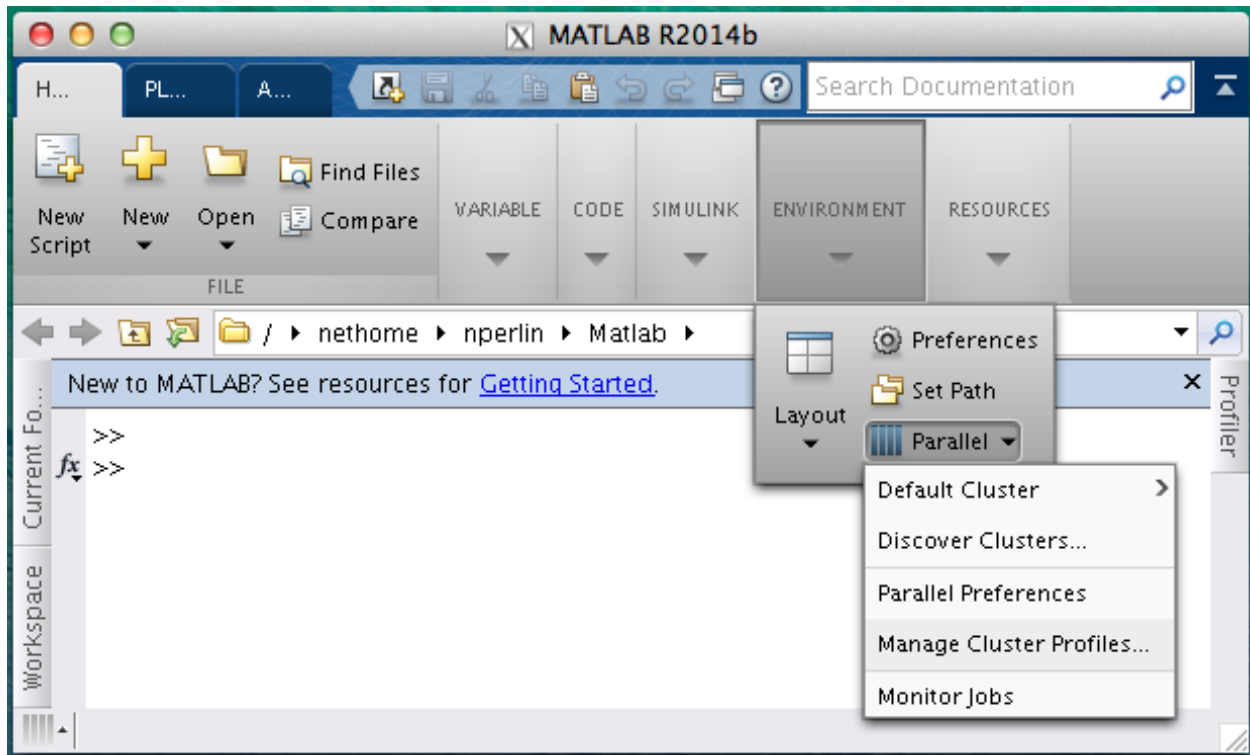 MATLAB R2014b
H... PL... A... Search Documentation
New Script
New
Open
Find Files
Compare
FILE
VARIABLE
CODE
SIMULINK
ENVIRONMENT
RESOURCES
/ nethome nperlin Matlab
Layout
Preferences
Set Path
Parallel
New to MATLAB? See resources for Getting Started.
>>
fx >>
Current Fo...
Workspace
Profiler
Default Cluster
Discover Clusters...
Parallel Preferences
Manage Cluster Profiles...
Monitor Jobs